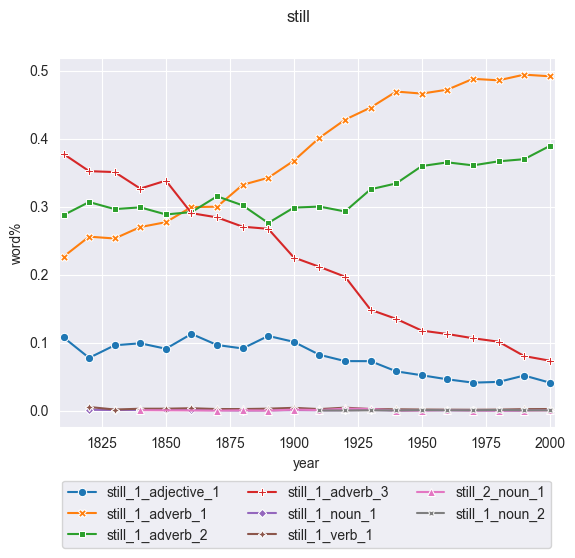 still
0.5
0.4
0.3
0.2
0.1
0.0
word%
1825 1850 1875 1900 1925 1950 1975 2000
year
still_1_adjective_1 still_1_adverb_3 still_2_noun_1
still_1_adverb_1 still_1_noun_1 still_1_noun_2
still_1_adverb_2 still_1_verb_1